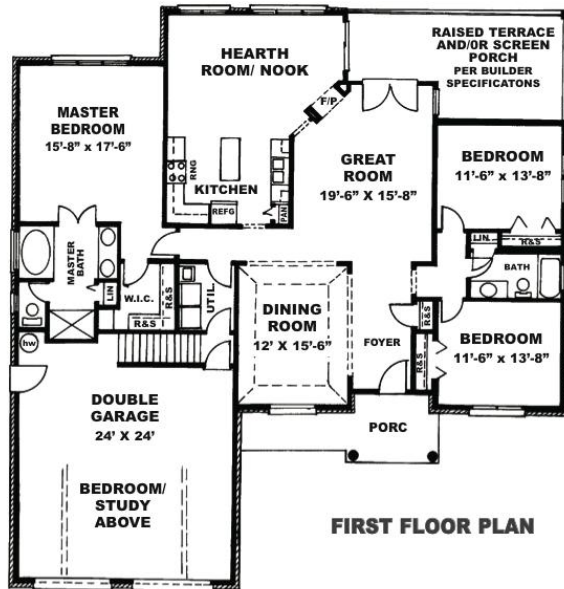 HEARTH
ROOM/ NOOK
RAISED TERRACE
AND/0R SCREEN
PORCH
PER BUILDER
SPECIFICATONS
MASTER
BEDROOM
15'-8" x 17'-6"
F/P
RNG
KITCHEN
REFG
PAN
GREAT
ROOM
19'-6" X 15'-8"
BEDROOM
11'-6" x 13'-8"
LIN
R&S
BATH
MASTER
BATH
LIN
W.I.C.
R&S
R&S
UTIL
DINING
ROOM
12' X 15'-6"
FOYER
R&S
R&S
BEDROOM
11'-6" x 13'-8"
hw
DOUBLE
GARAGE
24' X 24'
PORC
BEDROOM/
STUDY
ABOVE
FIRST FLOOR PLAN